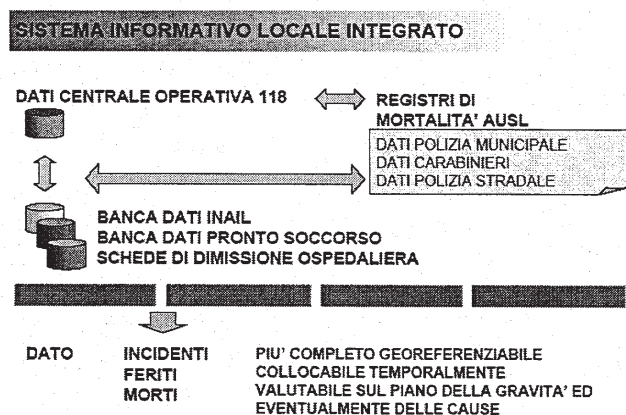 SISTEMA INFORMATIVO LOCALE INTEGRATO
DATI CENTRALE OPERATIVA 118
REGISTRI DI
MORTALITA' AUSL
DATI POLIZIA MUNICIPALE
DATI CARABINIERI
DATI POLIZIA STRADALE
BANCA DATI INAIL
BANCA DATI PRONTO SOCCORSO
SCHEDE DI DIMISSIONE OSPEDALIERA
DATO
INCIDENTI
FERITI
MORTI
PIU' COMPLETO GEOREFERENZIABILE
COLLOCABILE TEMPORALMENTE
VALUTABILE SUL PIANO DELLA GRAVITA' ED
EVENTUALMENTE DELLE CAUSE